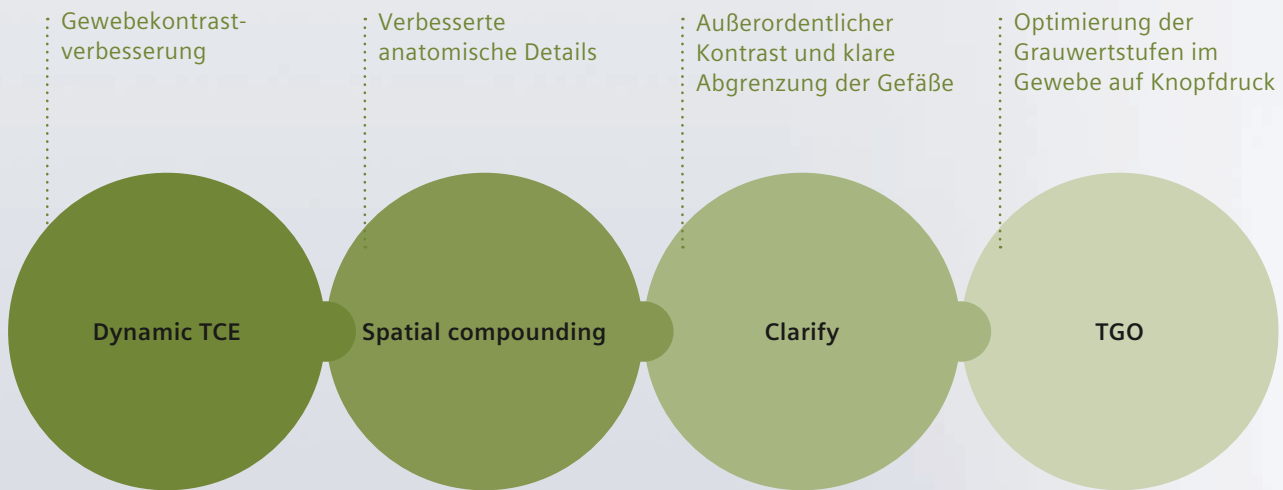 Gewebekontrast-
verbesserung
Verbesserte
anatomische Details
Außerordentlicher
Kontrast und klare
Abgrenzung der Gefäße
Optimierung der
Grauwertstufen im
Gewebe auf Knopfdruck
Dynamic TCE
Spatial compounding
Clarify
TGO